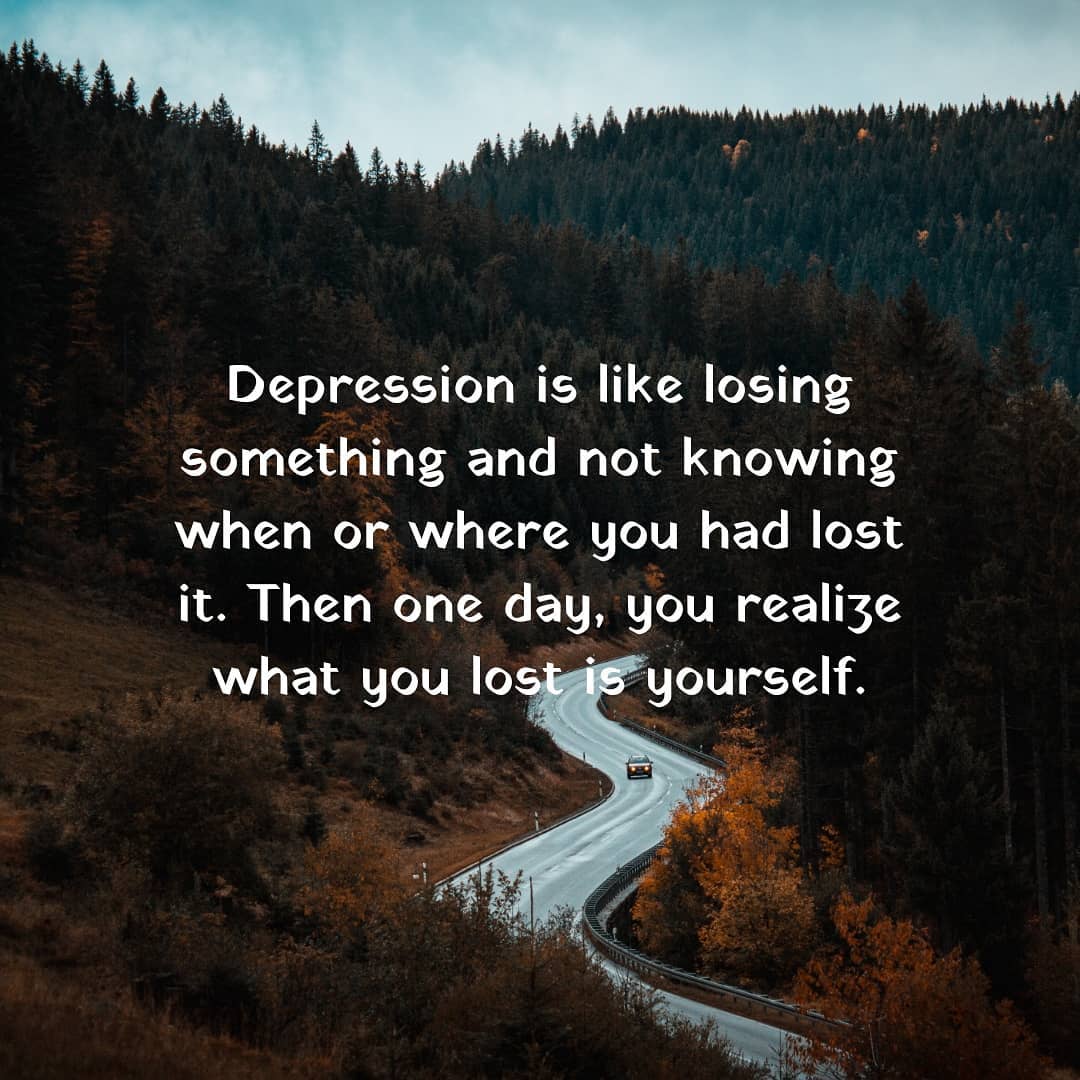 Depression is like losing
something and not knowing
when or where you had lost
it. Then one day, you realize
what you lost is yourself.